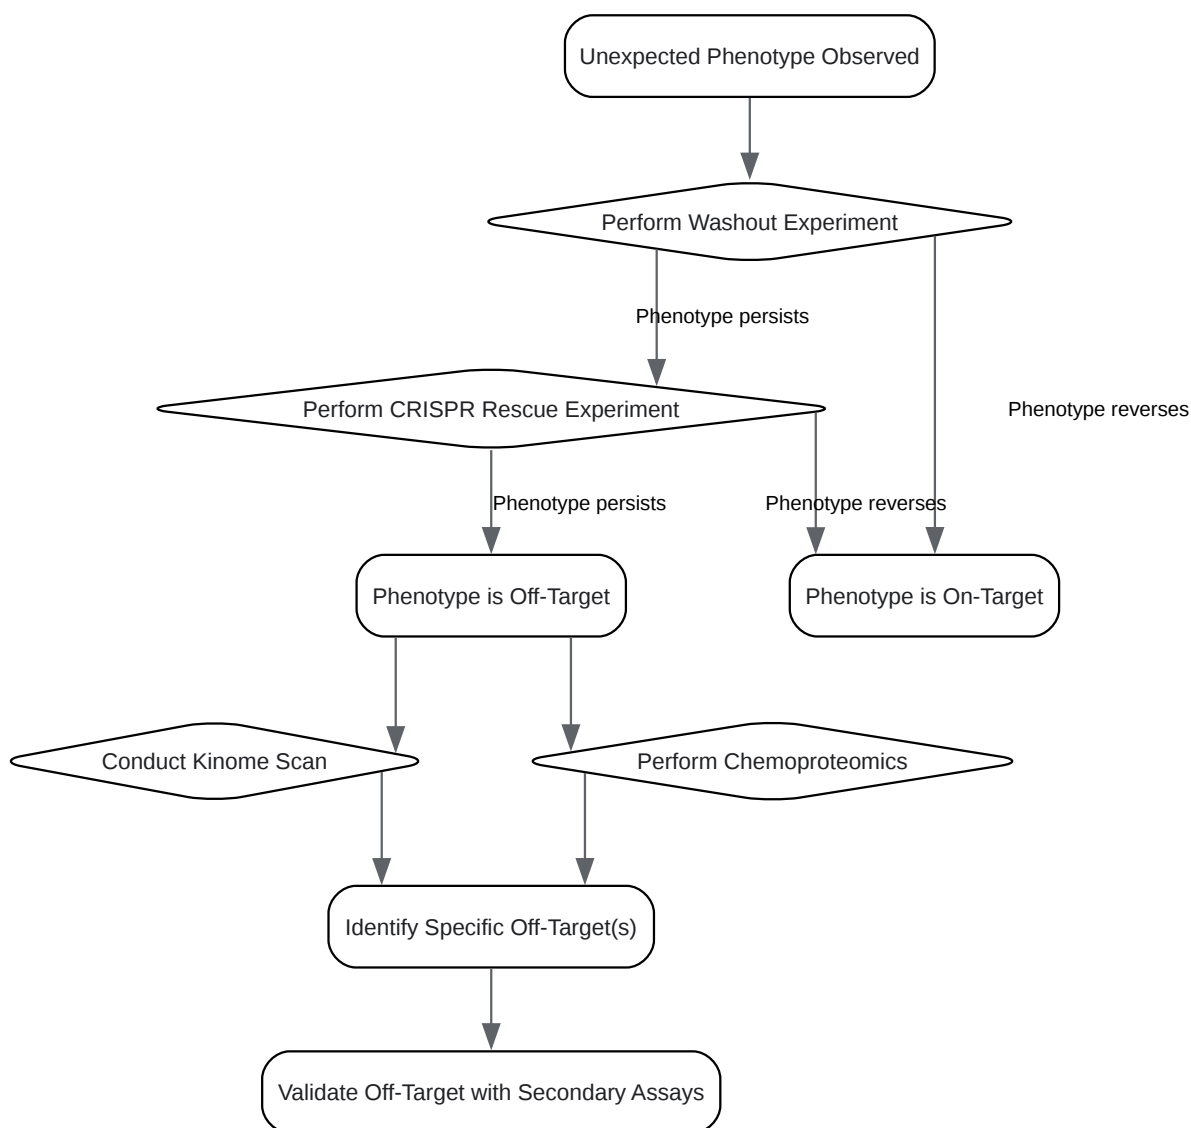 Unexpected Phenotype Observed
Perform Washout Experiment
Phenotype persists
Perform CRISPR Rescue Experiment
Phenotype reverses
Phenotype persists
Phenotype reverses
Phenotype is Off-Target
Phenotype is On-Target
Conduct Kinome Scan
Perform Chemoproteomics
Identify Specific Off-Target(s)
Validate Off-Target with Secondary Assays